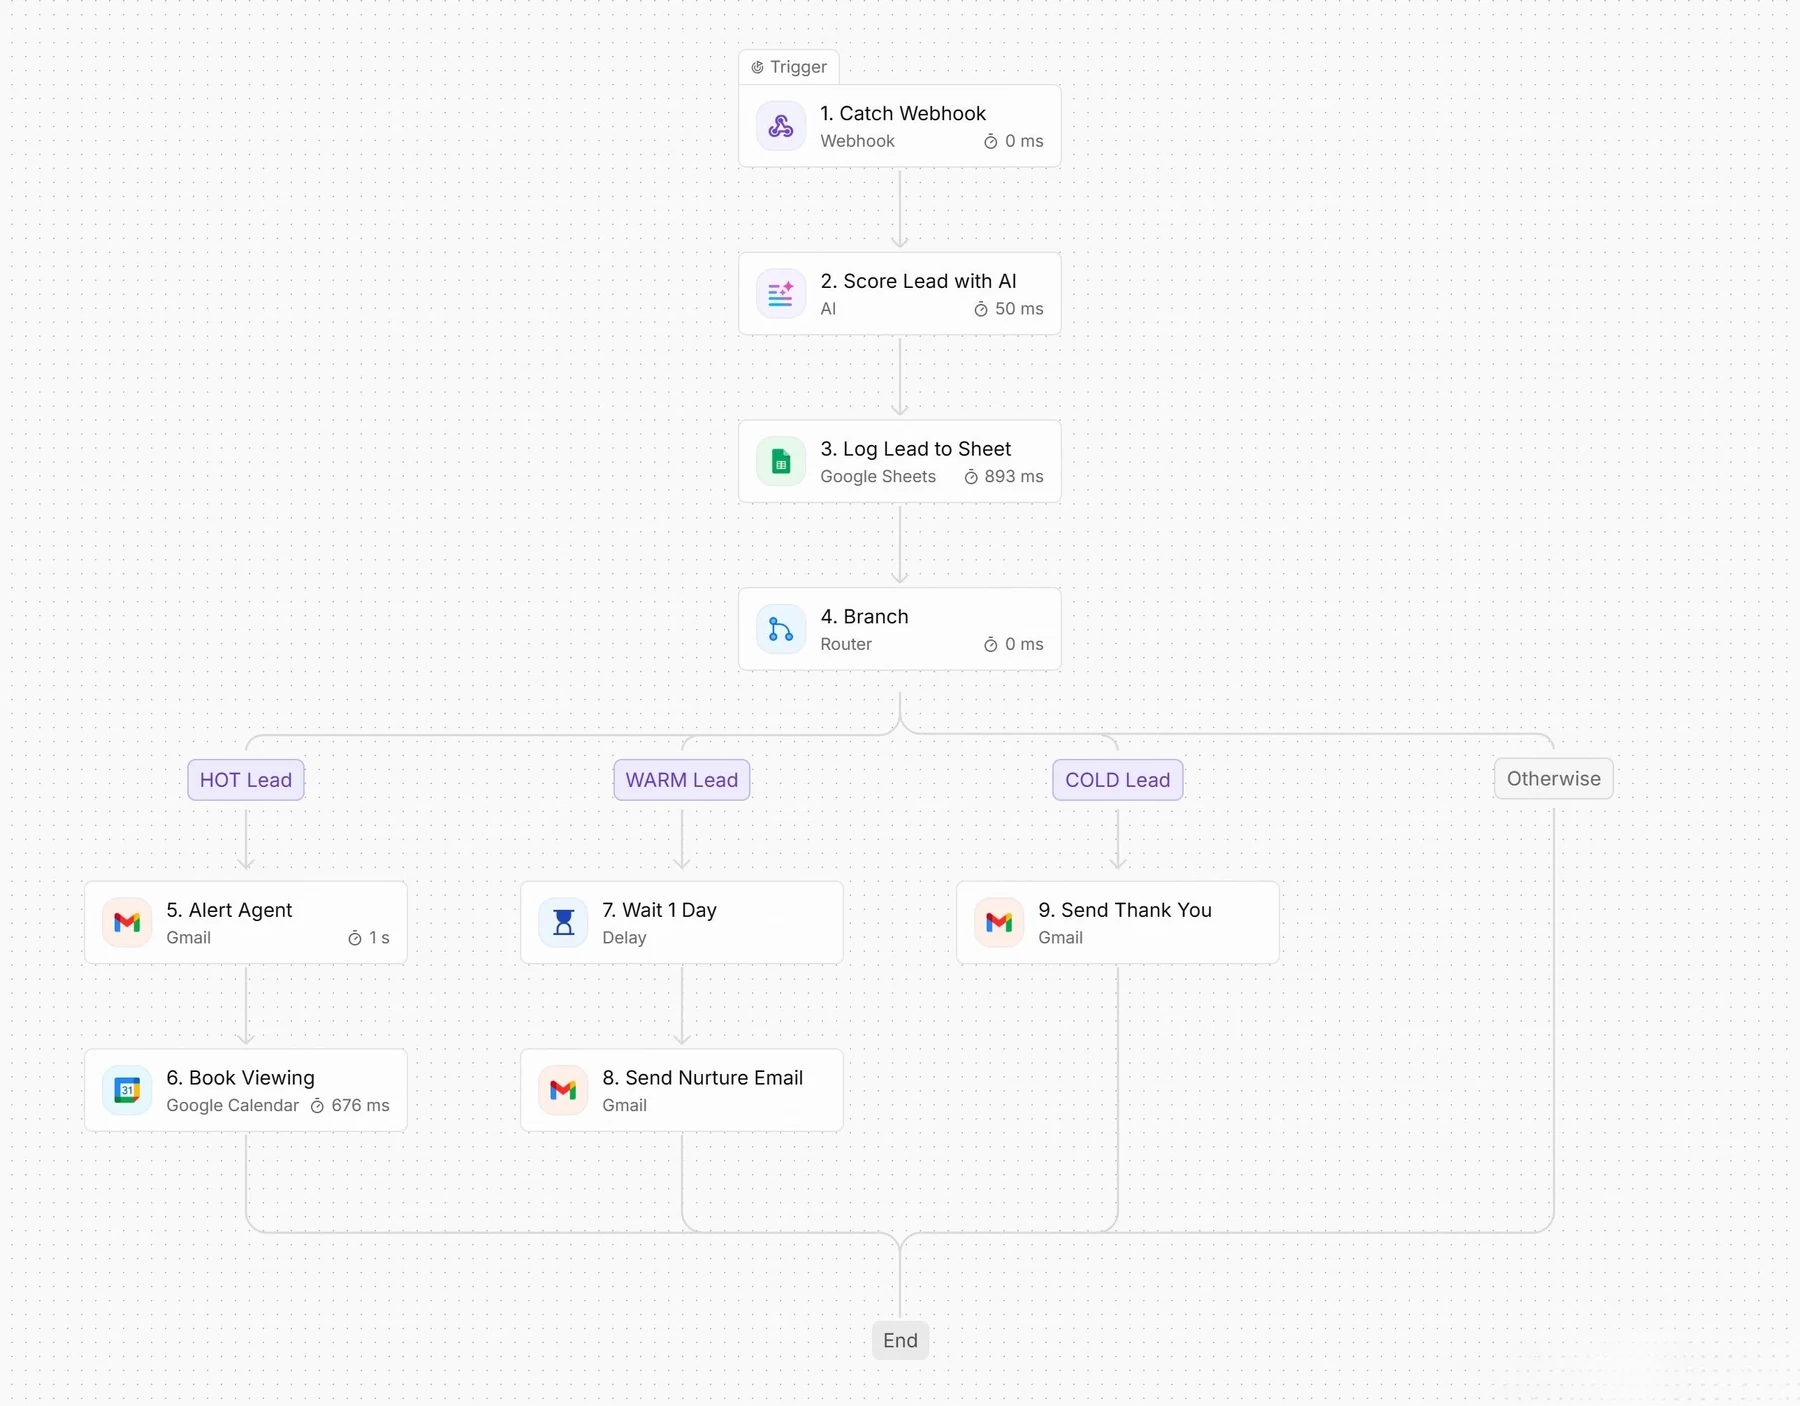 Trigger
1. Catch Webhook
Webhook 0 ms
2. Score Lead with AI
AI 50 ms
3. Log Lead to Sheet
Google Sheets 893 ms
4. Branch
Router 0 ms
HOT Lead
WARM Lead
COLD Lead
Otherwise
5. Alert Agent
Gmail 1 s
7. Wait 1 Day
Delay
9. Send Thank You
Gmail
6. Book Viewing
31
Google Calendar 676 ms
8. Send Nurture Email
Gmail
End